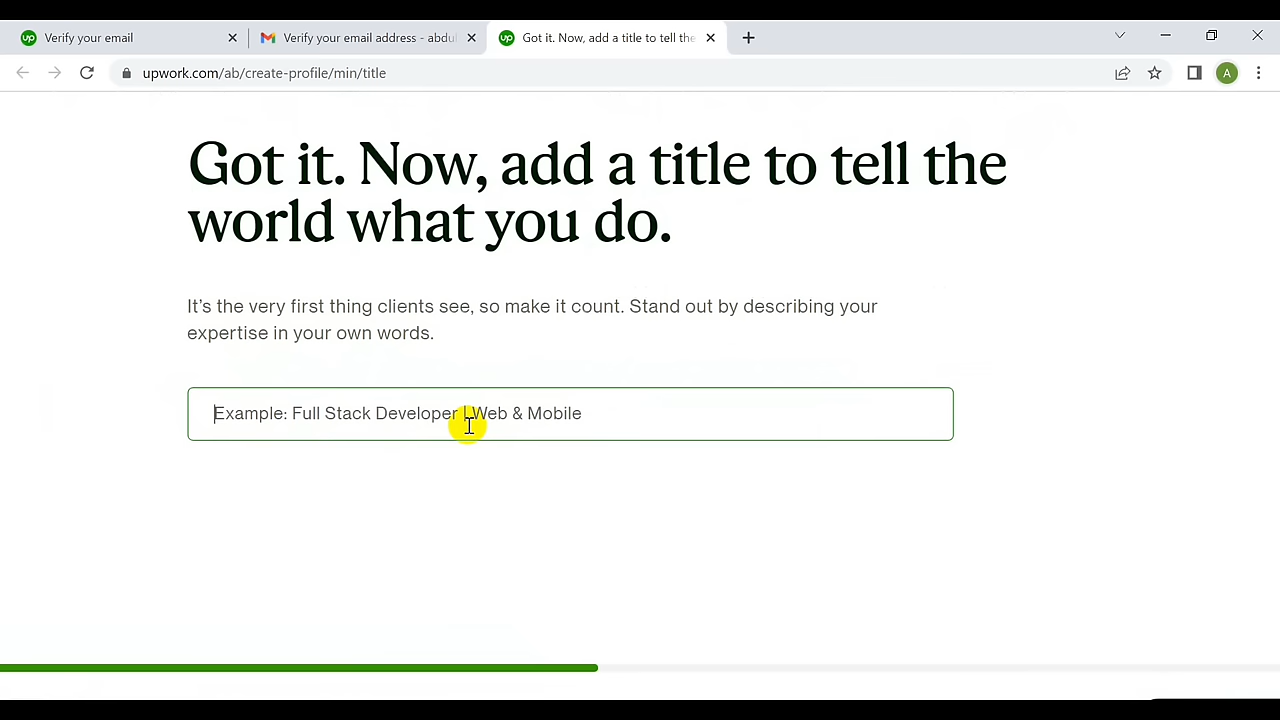 up Verify your email
Verify your email address - abdul
up Got it. Now, add a title to tell the
upwork.com/ab/create-profile/min/title
A
Got it. Now, add a title to tell the
world what you do.
It's the very first thing clients see, so make it count. Stand out by describing your
expertise in your own words.
Example: Full Stack Developer | Web & Mobile